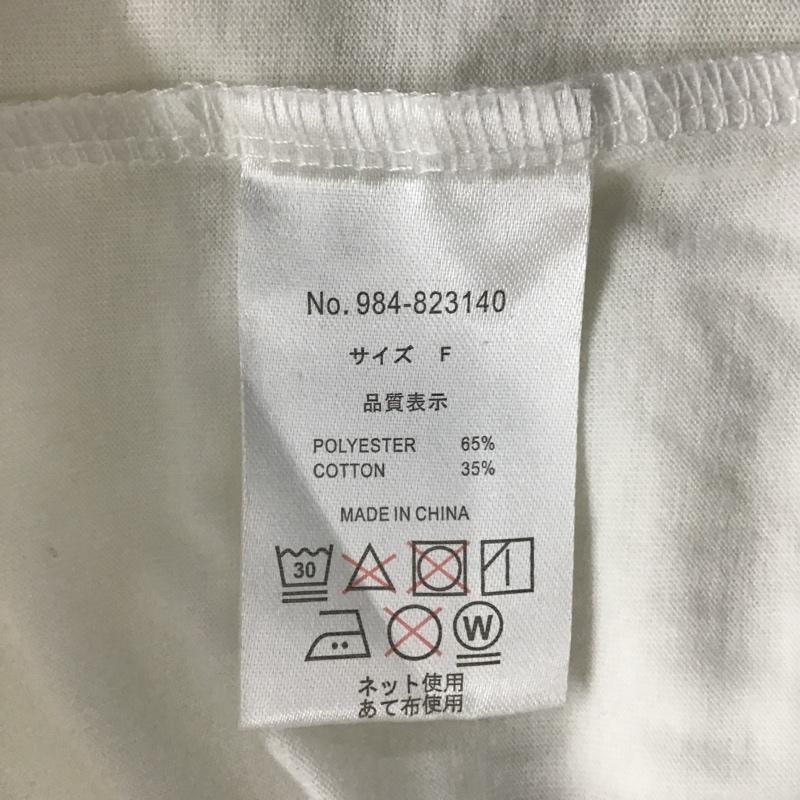 No. 984-823140
サイズ F
品質表示
POLYESTER 65%
COTTON 35%
MADE IN CHINA
30
W
ネット使用
あて布使用